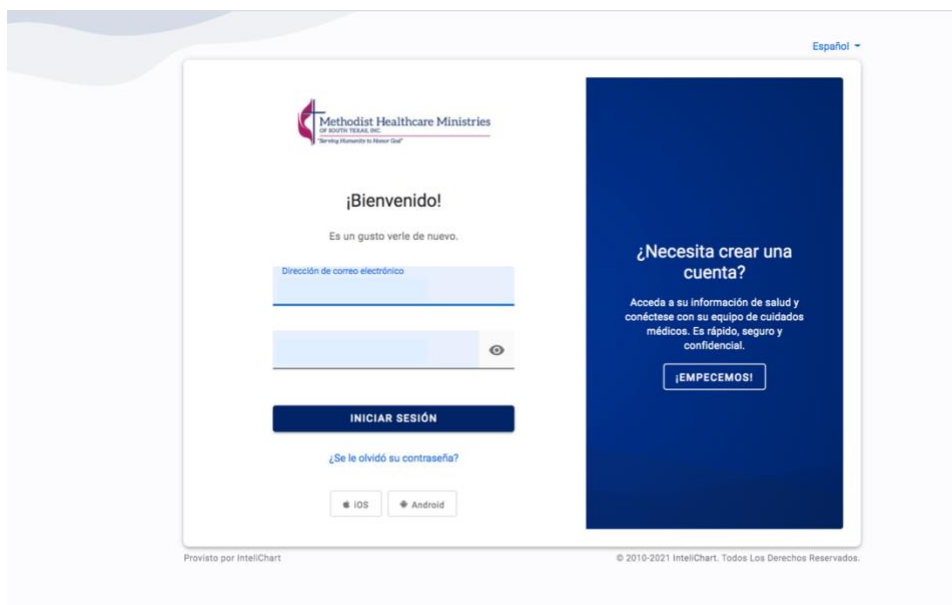 Español
Methodist Healthcare Ministries
OF SOUTH TEXAS, INC.
"Serving Humanity to Honor God"
¡Bienvenido!
Es un gusto verle de nuevo.
Dirección de correo electrónico
INICIAR SESIÓN
¿Se le olvidó su contraseña?
iOS
Android
¿Necesita crear una
cuenta?
Acceda a su información de salud y
conéctese con su equipo de cuidados
médicos. Es rápido, seguro y
confidencial.
¡EMPECEMOS!
Provisto por InteliChart
© 2010-2021 InteliChart. Todos Los Derechos Reservados.